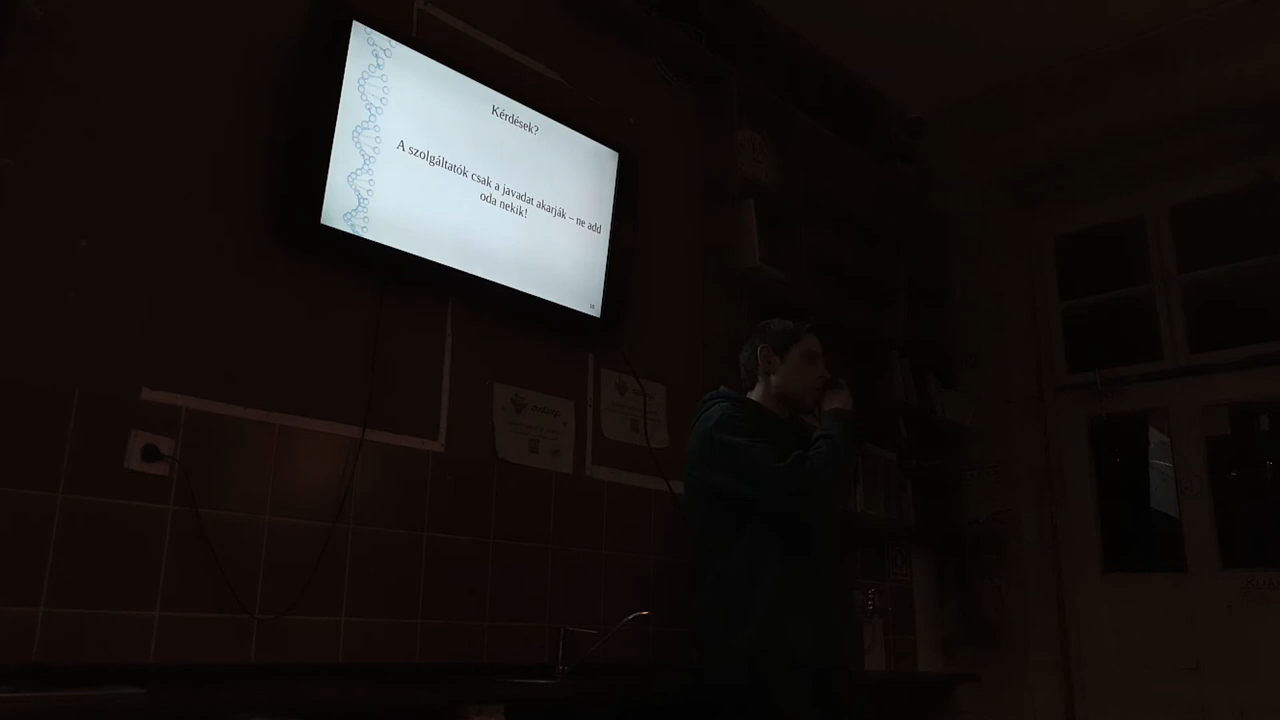 Kérdések?
A szolgáltatók csak a javadat akarják – ne add
oda nekik!